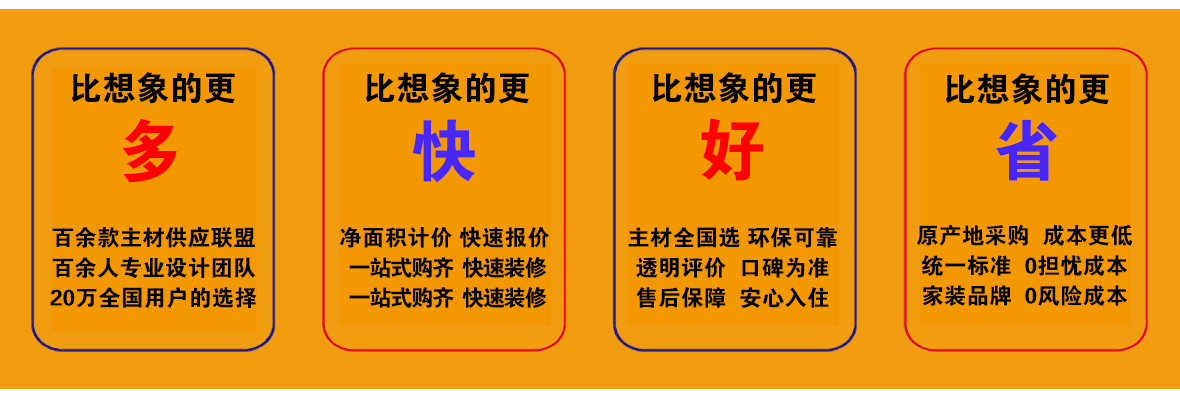 比想象的更
多
百余款主材供应联盟
百余人专业设计团队
20万全国用户的选择
比想象的更
快
净面积计价 快速报价
一站式购齐 快速装修
一站式购齐 快速装修
比想象的更
好
主材全国选 环保可靠
透明评价 口碑为准
售后保障 安心入住
比想象的更
省
原产地采购 成本更低
统一标准 0担忧成本
家装品牌 0风险成本